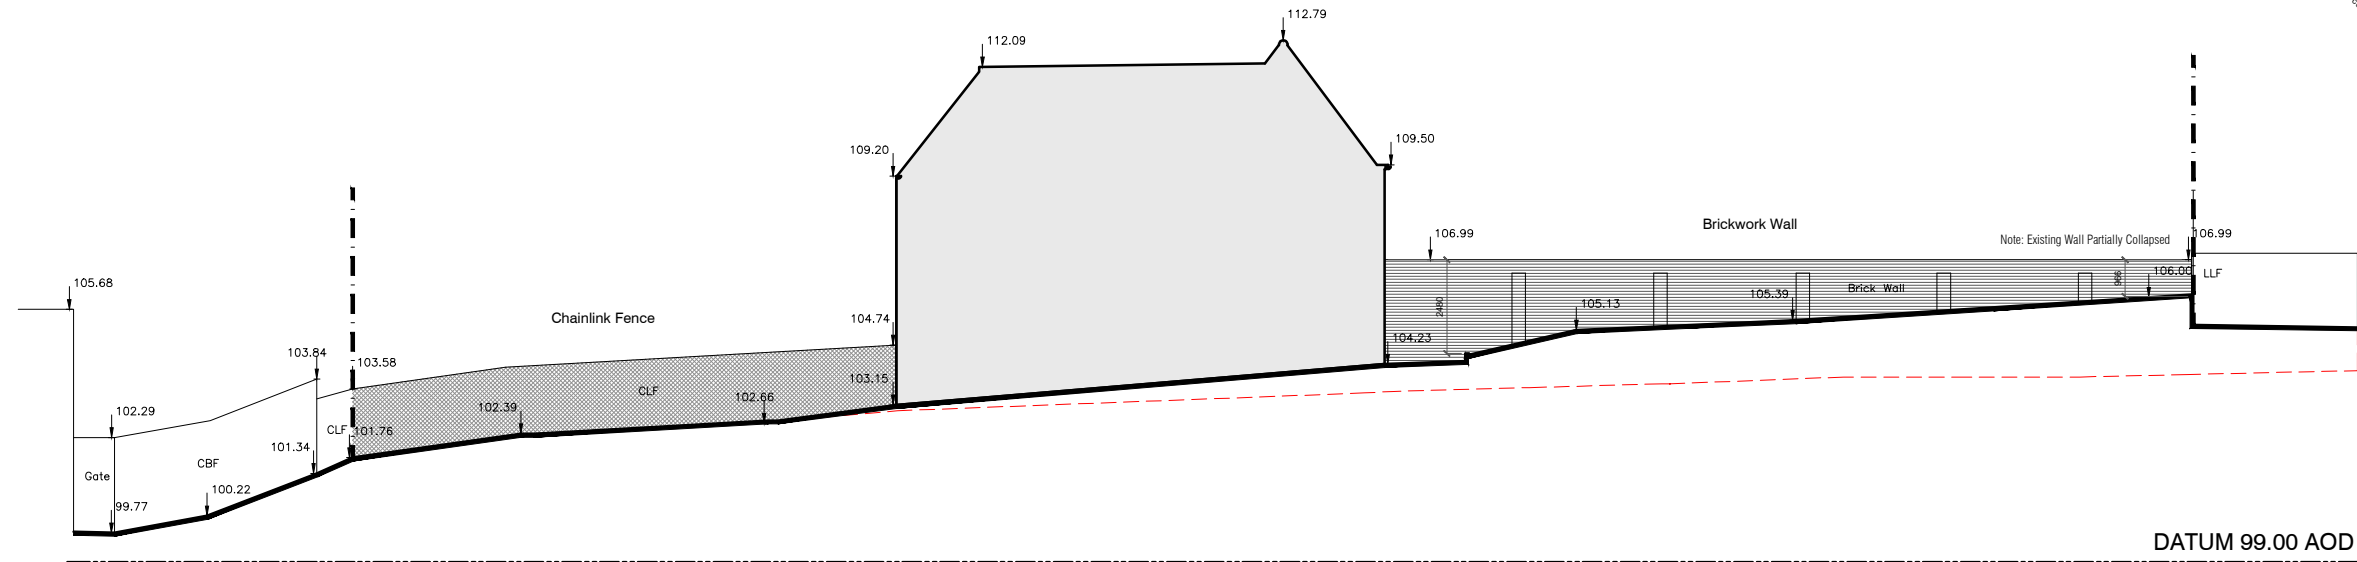 112.79
112.09
109.20
109.50
Brickwork Wall
106.99
Note: Existing Wall Partially Collapsed
106.99
106.00
LLF
105.68
Chainlink Fence
104.74
2480
966
Brick Wall
105.39
105.13
104.23
103.84
103.58
103.15
CLF
102.66
102.39
102.29
CLF
101.76
101.34
CBF
Gate
100.22
99.77
DATUM 99.00 AOD